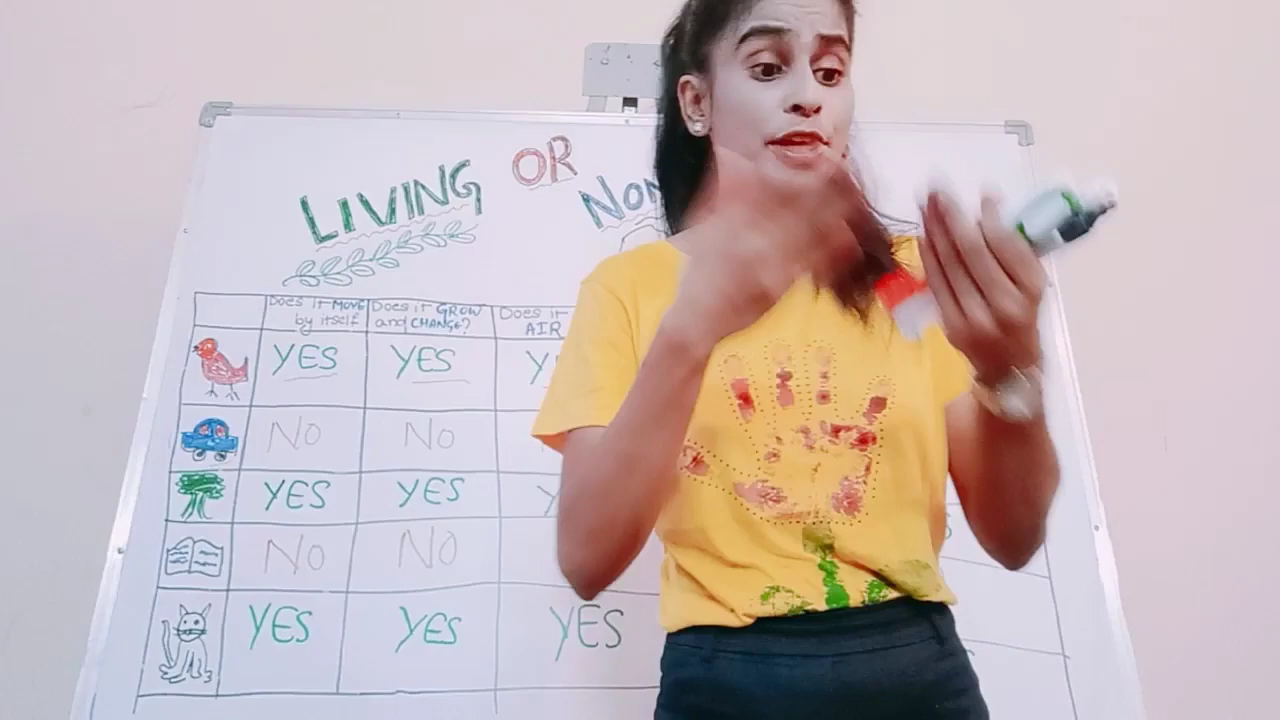 LIVING OR
Does it MOVE by itself
Does it GROW and CHANGE?
Does it
AIR
YES YES
NO NO
YES YES
NO NO
YES YES YES